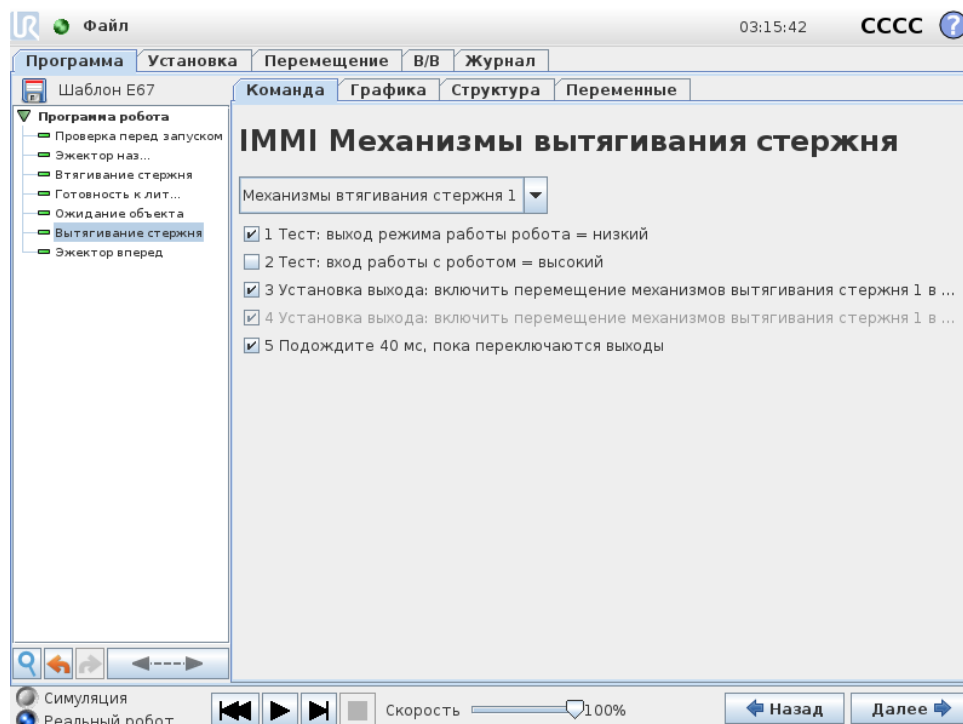 UR Файл 03:15:42 CCCC ?
Программа Установка Перемещение В/В Журнал
Шаблон E67
Команда Графика Структура Переменные
Программа робота
Проверка перед запуском
Эжектор наз...
Втягивание стержня
Готовность к лит...
Ожидание объекта
Вытягивание стержня
Эжектор вперед
IMMI Механизмы вытягивания стержня
Механизмы втягивания стержня 1
1 Тест: выход режима работы робота = низкий
2 Тест: вход работы с роботом = высокий
3 Установка выхода: включить перемещение механизмов вытягивания стержня 1 в ...
4 Установка выхода: включить перемещение механизмов вытягивания стержня 1 в ...
5 Подождите 40 мс, пока переключаются выходы
Симуляция
Реальный робот
Скорость 100%
Назад Далее